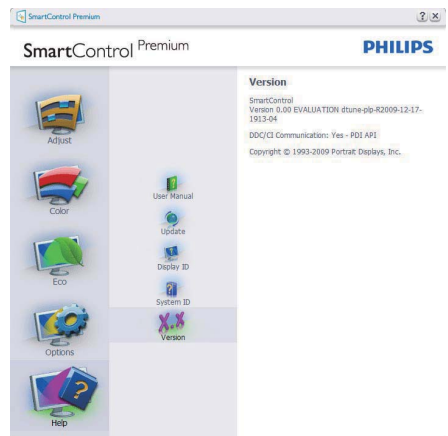 SmartControl Premium
SmartControl Premium
PHILIPS
Adjust
Color
Eco
Options
Help
User Manual
Update
Display ID
System ID
Version
Version
SmartControl
Version 0.00 EVALUATION dtune-plp-R2009-12-17-
1913-04
DDC/CI Communication: Yes - PDI API
Copyright © 1993-2009 Portrait Displays, Inc.